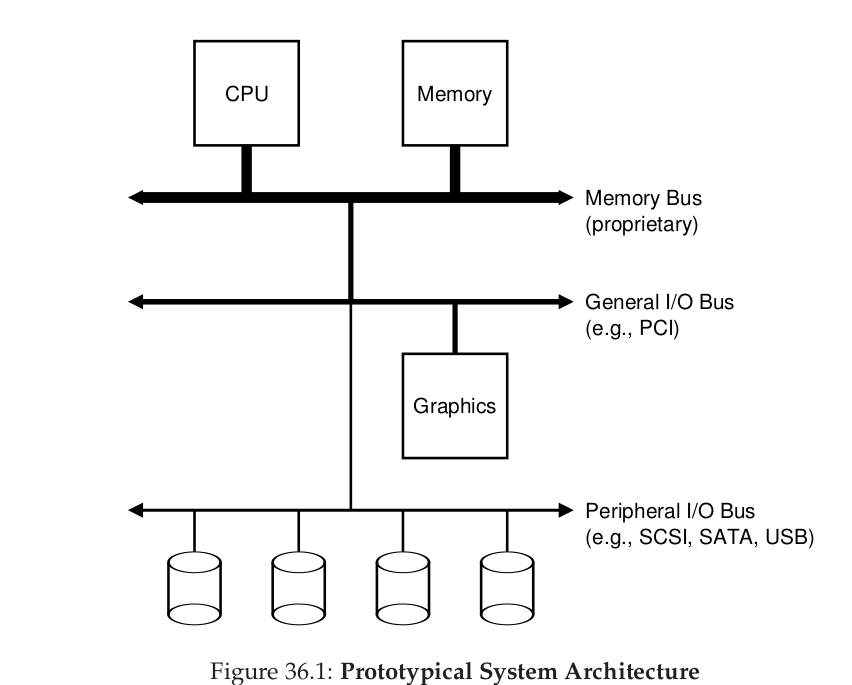 CPU
Memory
Memory Bus
(proprietary)
General I/O Bus
(e.g., PCI)
Graphics
Peripheral I/O Bus
(e.g., SCSI, SATA, USB)
Figure 36.1: Prototypical System Architecture